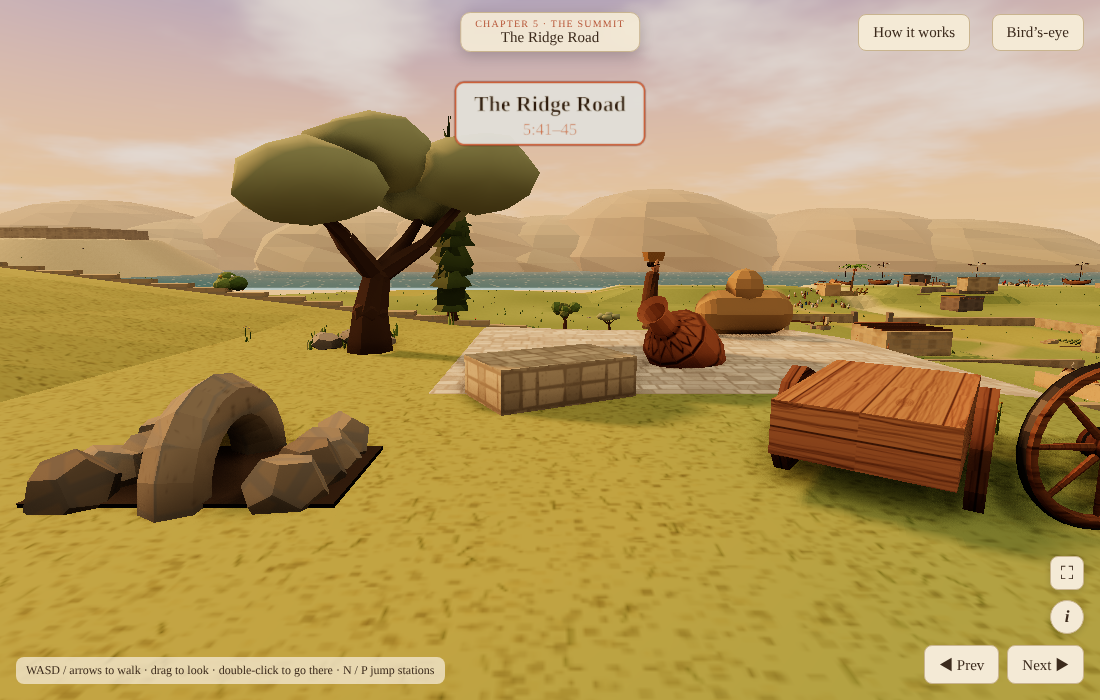 CHAPTER 5 · THE SUMMIT
The Ridge Road
How it works
Bird’s-eye
The Ridge Road
5:41–45
i
WASD / arrows to walk · drag to look · double-click to go there · N / P jump stations
◀ Prev
Next ▶